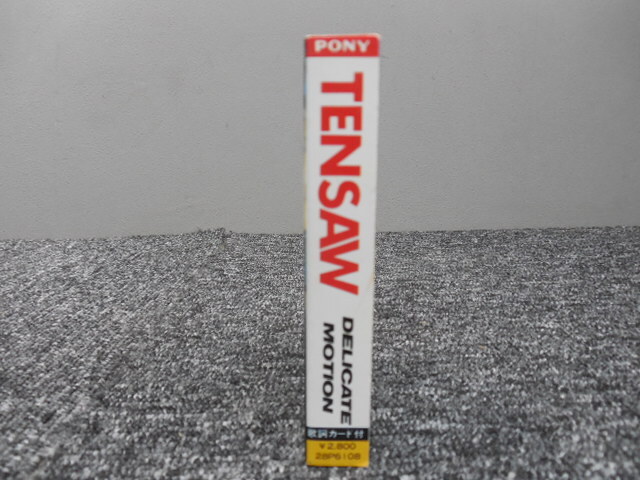 PONY
TENSAW
DELICATE
MOTION
歌詞カード付
¥2,800
28P6108